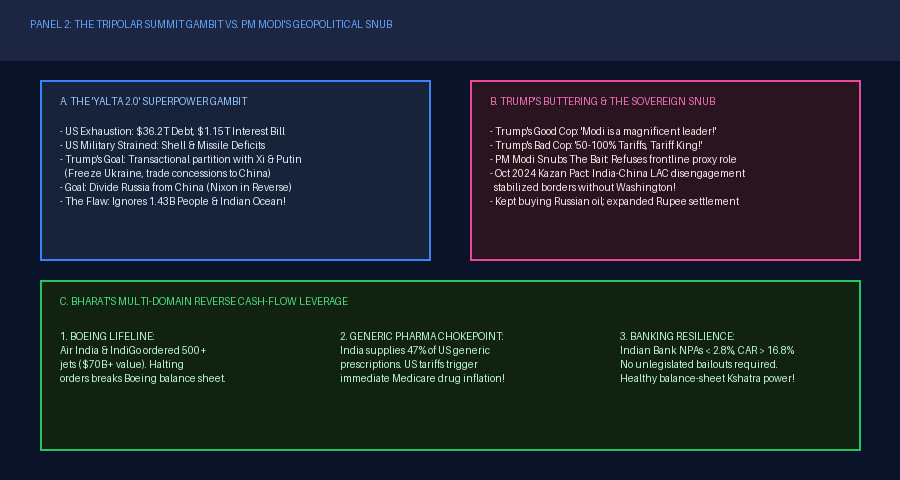 PANEL 2: THE TRIPOLAR SUMMIT GAMBIT VS. PM MODI'S GEOPOLITICAL SNUB
A. THE 'YALTA 2.0' SUPERPOWER GAMBIT
- US Exhaustion: $36.2T Debt, $1.15T Interest Bill
- US Military Strained: Shell & Missile Deficits
- Trump's Goal: Transactional partition with Xi & Putin
(Freeze Ukraine, trade concessions to China)
- Goal: Divide Russia from China (Nixon in Reverse)
- The Flaw: Ignores 1.43B People & Indian Ocean!
B. TRUMP'S BUTTERING & THE SOVEREIGN SNUB
- Trump's Good Cop: 'Modi is a magnificent leader!'
- Trump's Bad Cop: '50-100% Tariffs, Tariff King!'
- PM Modi Snubs The Bait: Refuses frontline proxy role
- Oct 2024 Kazan Pact: India-China LAC disengagement
stabilized borders without Washington!
- Kept buying Russian oil; expanded Rupee settlement
C. BHARAT'S MULTI-DOMAIN REVERSE CASH-FLOW LEVERAGE
1. BOEING LIFELINE:
Air India & IndiGo ordered 500+
jets ($70B+ value). Halting
orders breaks Boeing balance sheet.
2. GENERIC PHARMA CHOKEPOINT:
India supplies 47% of US generic
prescriptions. US tariffs trigger
immediate Medicare drug inflation!
3. BANKING RESILIENCE:
Indian Bank NPAs < 2.8%, CAR > 16.8%
No unlegislated bailouts required.
Healthy balance-sheet Kshatra power!